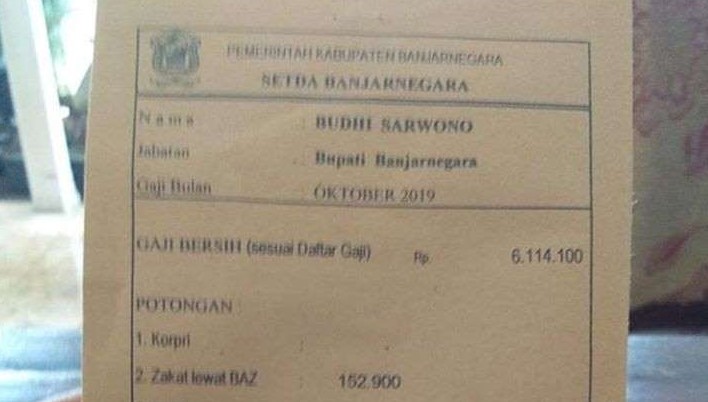 PEMERINTAH KABUPATEN BANJARNEGARA
SETDA BANJARNEGARA
Nama : BUDHI SARWONO
Jabatan : Bupati Banjarnegara
Gaji Bulan : OKTOBER 2019
GAJI BERSIH (sesuai Daftar Gaji) Rp. 6.114.100
POTONGAN :
1. Korpri : -
2. Zakat lewat BAZ : 152.900